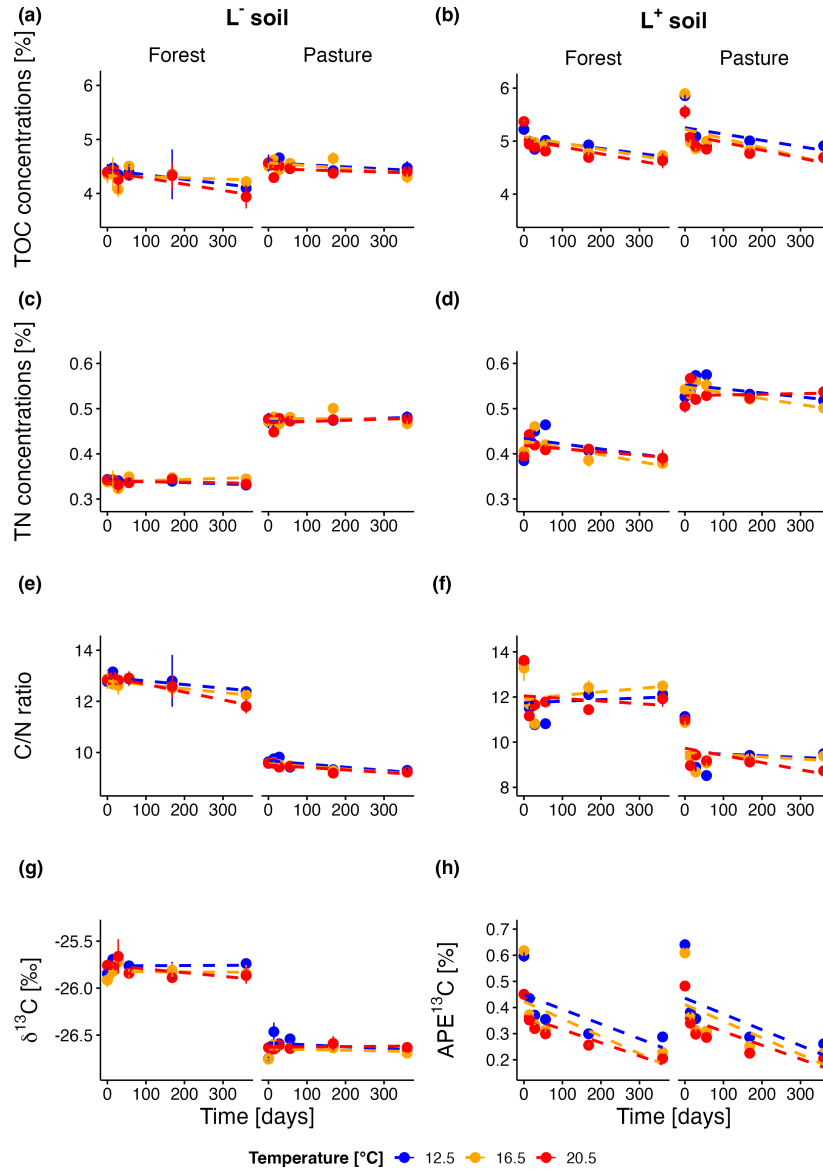 (a) L⁻ soil (b) L⁺ soil
Forest Pasture Forest Pasture
TOC concentrations [%]
6
5
4
6
5
4
0 100 200 300 0 100 200 300 0 100 200 300 0 100 200 300
(c) (d)
TN concentrations [%]
0.6
0.5
0.4
0.3
0.6
0.5
0.4
0.3
0 100 200 300 0 100 200 300 0 100 200 300 0 100 200 300
(e) (f)
C/N ratio
14
12
10
14
12
10
8
0 100 200 300 0 100 200 300 0 100 200 300 0 100 200 300
(g) (h)
δ¹³C [‰]
-25.5
-26.0
-26.5
APE¹³C [%]
0.7
0.6
0.5
0.4
0.3
0.2
0 100 200 300 0 100 200 300 0 100 200 300 0 100 200 300
Time [days] Time [days]
Temperature [°C] 12.5 16.5 20.5